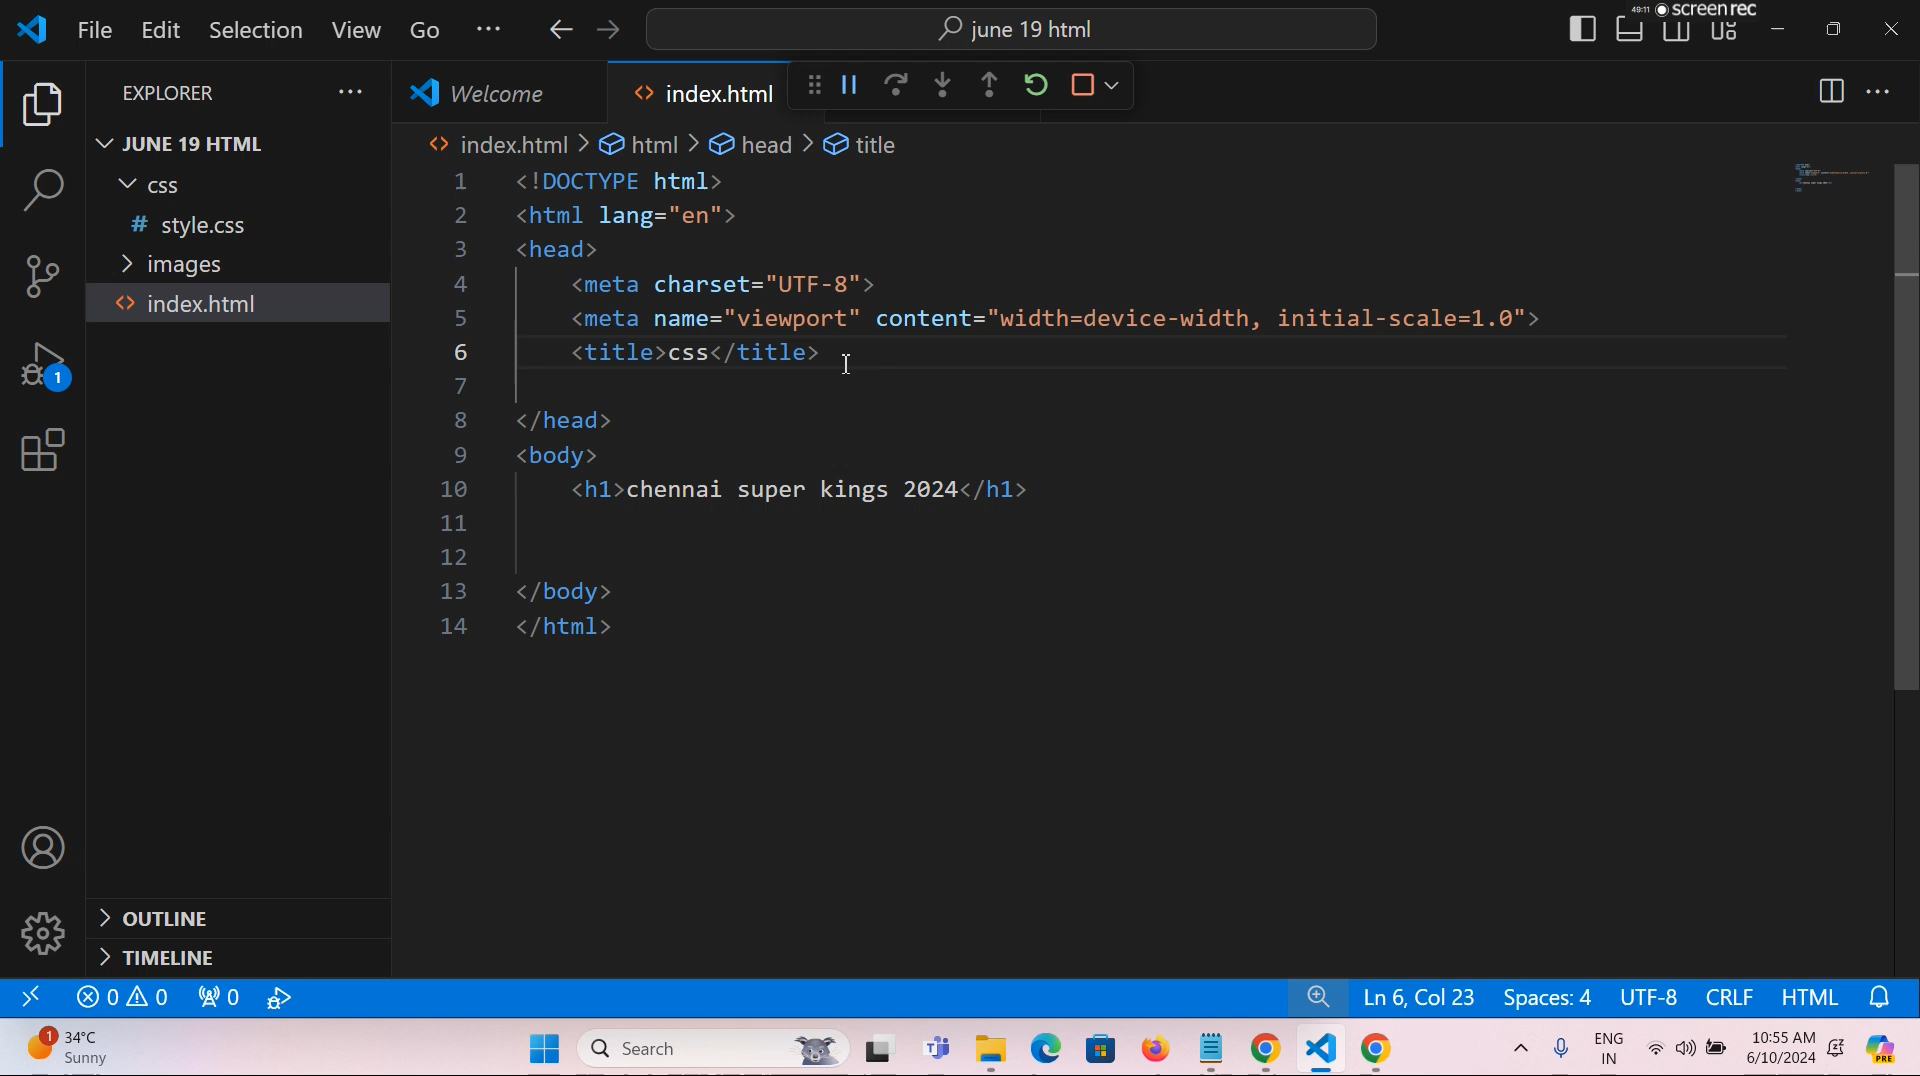 File Edit Selection View Go ··· june 19 html 49:11 screenrec
EXPLORER ··· Welcome index.html
JUNE 19 HTML
index.html > html > head > title
css
# style.css
images
index.html
1 <!DOCTYPE html>
2 <html lang="en">
3 <head>
4 <meta charset="UTF-8">
5 <meta name="viewport" content="width=device-width, initial-scale=1.0">
6 <title>css</title>
7
8 </head>
9 <body>
10 <h1>chennai super kings 2024</h1>
11
12
13 </body>
14 </html>
1
OUTLINE
TIMELINE
0 0 0 Ln 6, Col 23 Spaces: 4 UTF-8 CRLF HTML
1 34°C
Sunny
Search
ENG
IN
10:55 AM
6/10/2024
PRE